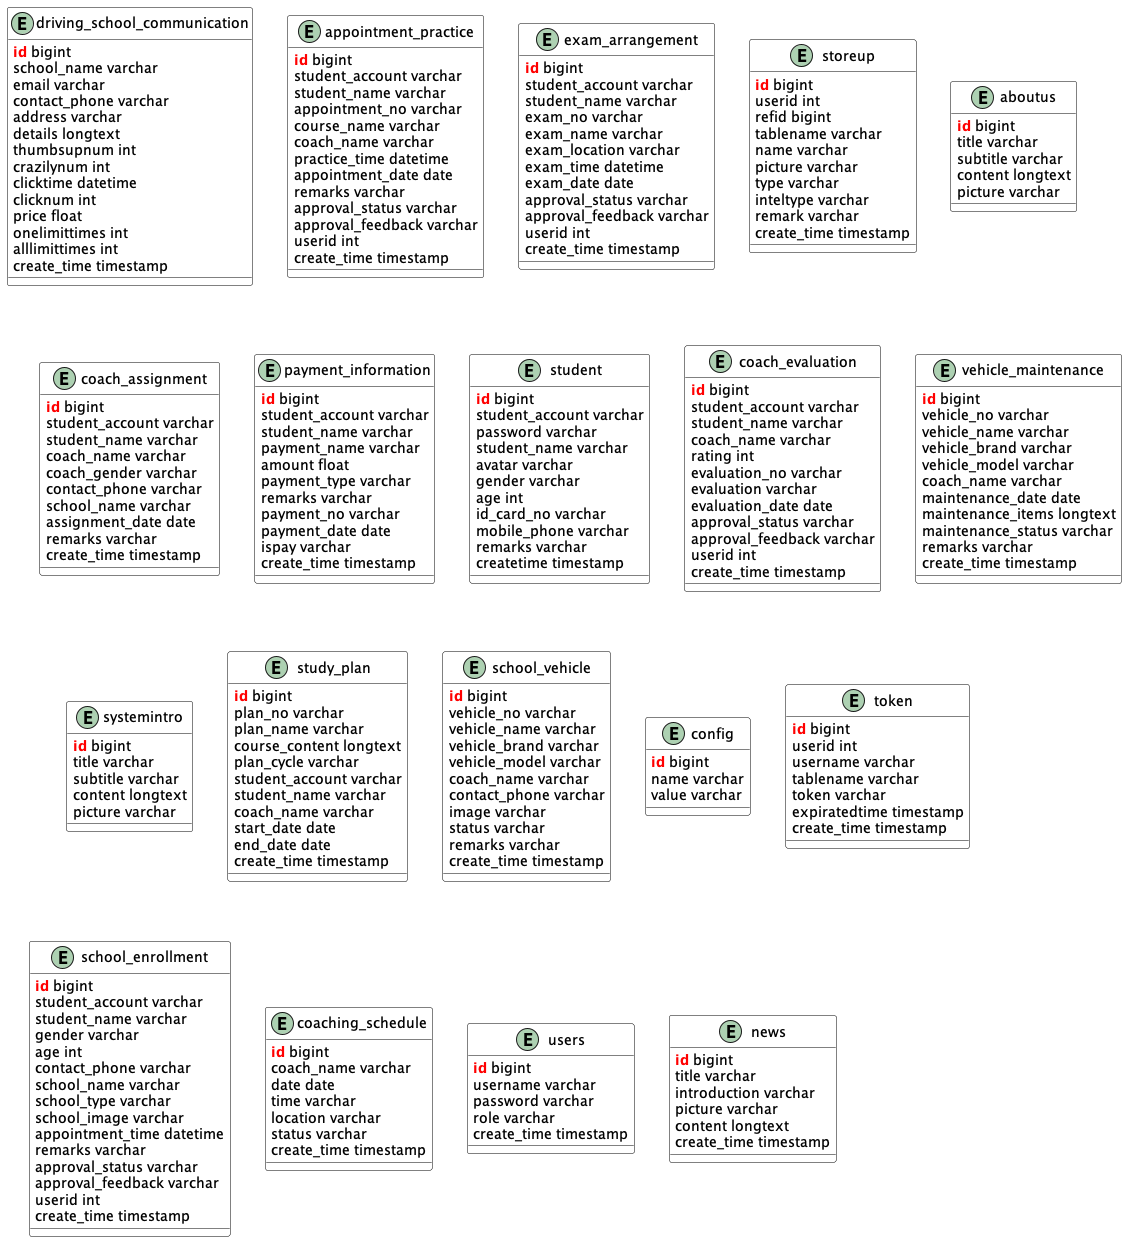 E driving_school_communication
id bigint
school_name varchar
email varchar
contact_phone varchar
address varchar
details longtext
thumbsupnum int
crazilynum int
clicktime datetime
clicknum int
price float
onelimittimes int
alllimittimes int
create_time timestamp
E appointment_practice
id bigint
student_account varchar
student_name varchar
appointment_no varchar
course_name varchar
coach_name varchar
practice_time datetime
appointment_date date
remarks varchar
approval_status varchar
approval_feedback varchar
userid int
create_time timestamp
E exam_arrangement
id bigint
student_account varchar
student_name varchar
exam_no varchar
exam_name varchar
exam_location varchar
exam_time datetime
exam_date date
approval_status varchar
approval_feedback varchar
userid int
create_time timestamp
E storeup
id bigint
userid int
refid bigint
tablename varchar
name varchar
picture varchar
type varchar
inteltype varchar
remark varchar
create_time timestamp
E aboutus
id bigint
title varchar
subtitle varchar
content longtext
picture varchar
E coach_assignment
id bigint
student_account varchar
student_name varchar
coach_name varchar
coach_gender varchar
contact_phone varchar
school_name varchar
assignment_date date
remarks varchar
create_time timestamp
E payment_information
id bigint
student_account varchar
student_name varchar
payment_name varchar
amount float
payment_type varchar
remarks varchar
payment_no varchar
payment_date date
ispay varchar
create_time timestamp
E student
id bigint
student_account varchar
password varchar
student_name varchar
avatar varchar
gender varchar
age int
id_card_no varchar
mobile_phone varchar
remarks varchar
createtime timestamp
E coach_evaluation
id bigint
student_account varchar
student_name varchar
coach_name varchar
rating int
evaluation_no varchar
evaluation varchar
evaluation_date date
approval_status varchar
approval_feedback varchar
userid int
create_time timestamp
E vehicle_maintenance
id bigint
vehicle_no varchar
vehicle_name varchar
vehicle_brand varchar
vehicle_model varchar
coach_name varchar
maintenance_date date
maintenance_items longtext
maintenance_status varchar
remarks varchar
create_time timestamp
E systemintro
id bigint
title varchar
subtitle varchar
content longtext
picture varchar
E study_plan
id bigint
plan_no varchar
plan_name varchar
course_content longtext
plan_cycle varchar
student_account varchar
student_name varchar
coach_name varchar
start_date date
end_date date
create_time timestamp
E school_vehicle
id bigint
vehicle_no varchar
vehicle_name varchar
vehicle_brand varchar
vehicle_model varchar
coach_name varchar
contact_phone varchar
image varchar
status varchar
remarks varchar
create_time timestamp
E config
id bigint
name varchar
value varchar
E token
id bigint
userid int
username varchar
tablename varchar
token varchar
expiratedtime timestamp
create_time timestamp
E school_enrollment
id bigint
student_account varchar
student_name varchar
gender varchar
age int
contact_phone varchar
school_name varchar
school_type varchar
school_image varchar
appointment_time datetime
remarks varchar
approval_status varchar
approval_feedback varchar
userid int
create_time timestamp
E coaching_schedule
id bigint
coach_name varchar
date date
time varchar
location varchar
status varchar
create_time timestamp
E users
id bigint
username varchar
password varchar
role varchar
create_time timestamp
E news
id bigint
title varchar
introduction varchar
picture varchar
content longtext
create_time timestamp